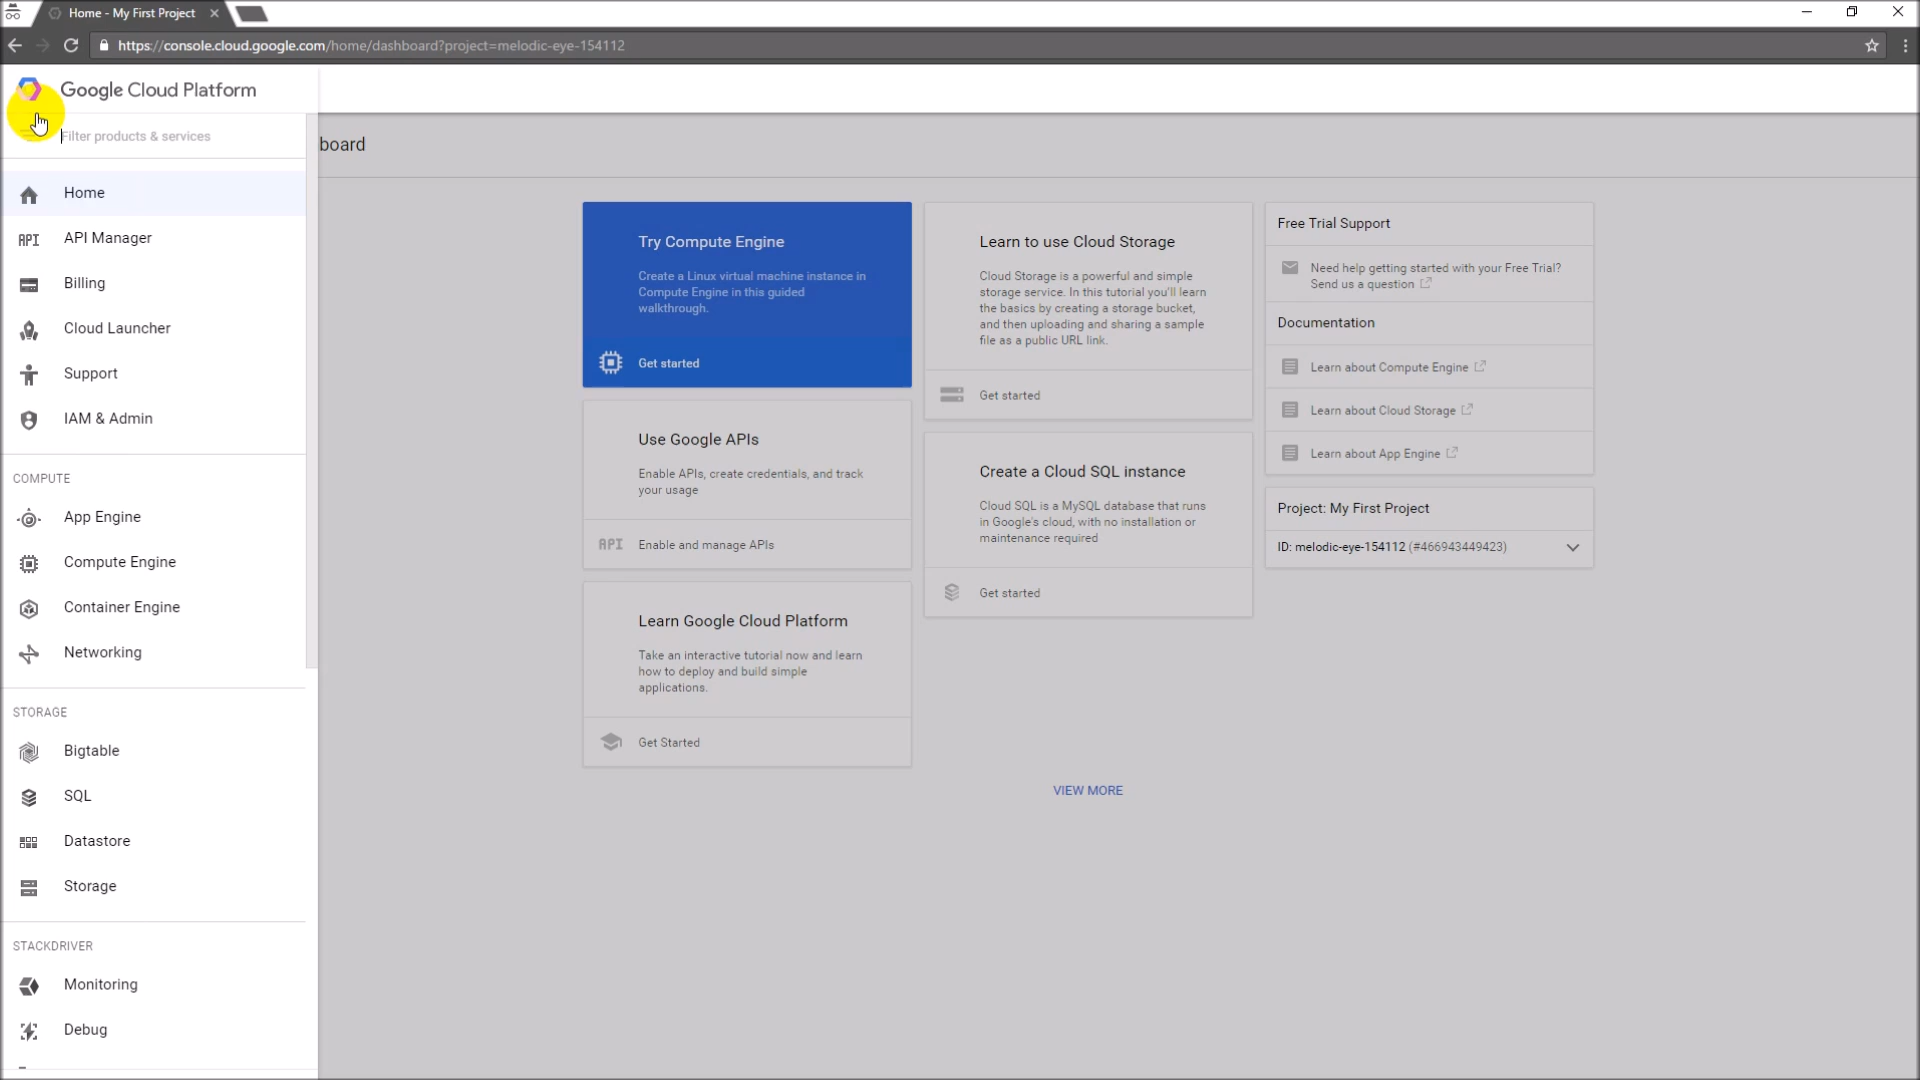 Home - My First Project
https://console.cloud.google.com/home/dashboard?project=melodic-eye-154112
Google Cloud Platform
Filter products & services
Home
API Manager
Billing
Cloud Launcher
Support
IAM & Admin
COMPUTE
App Engine
Compute Engine
Container Engine
Networking
STORAGE
Bigtable
SQL
Datastore
Storage
STACKDRIVER
Monitoring
Debug
board
Try Compute Engine
Create a Linux virtual machine instance in
Compute Engine in this guided
walkthrough.
Get started
Use Google APIs
Enable APIs, create credentials, and track
your usage
API
Enable and manage APIs
Learn Google Cloud Platform
Take an interactive tutorial now and learn
how to deploy and build simple
applications.
Get Started
Learn to use Cloud Storage
Cloud Storage is a powerful and simple
storage service. In this tutorial you'll learn
the basics by creating a storage bucket,
and then uploading and sharing a sample
file as a public URL link.
Get started
Create a Cloud SQL instance
Cloud SQL is a MySQL database that runs
in Google's cloud, with no installation or
maintenance required
Get started
VIEW MORE
Free Trial Support
Need help getting started with your Free Trial?
Send us a question
Documentation
Learn about Compute Engine
Learn about Cloud Storage
Learn about App Engine
Project: My First Project
ID: melodic-eye-154112 (#466943449423)